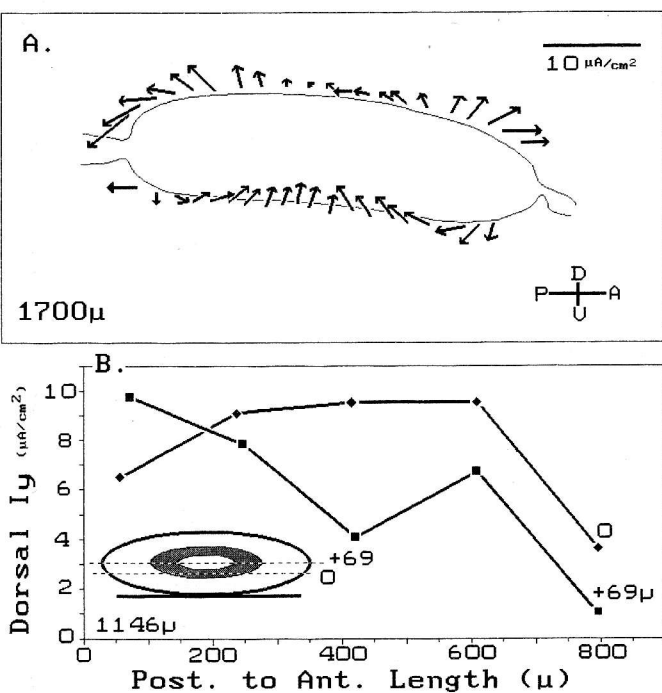 A.
10 μA/cm²
D
P A
V
1700μ
B.
Dorsal Iy (μA/cm²)
10
8
6
4
2
0
+69
0
0
+69μ
1146μ
0 200 400 600 800
Post. to Ant. Length (μ)